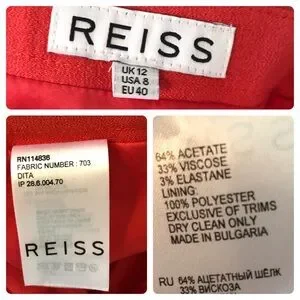 REISS
UK 12
USA 8
EU 40
RN114836
FABRIC NUMBER : 703
DITA
IP 28.6.004.70
REISS
64% ACETATE
33% VISCOSE
3% ELASTANE
LINING:
100% POLYESTER
EXCLUSIVE OF TRIMS
DRY CLEAN ONLY
MADE IN BULGARIA
RU 64% АЦЕТАТНЫЙ ШЁЛК
33% ВИСКОЗА